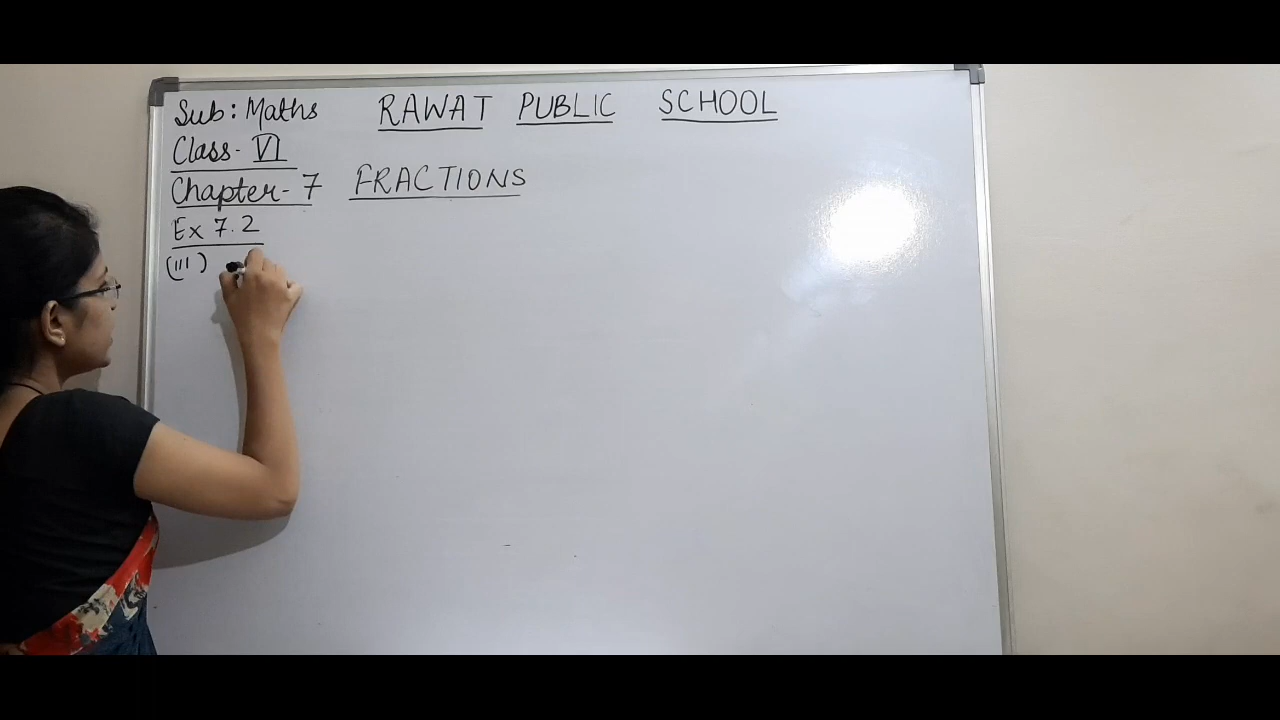 Sub: Maths RAWAT PUBLIC SCHOOL
Class- VI
Chapter- 7 FRACTIONS
Ex 7.2
(iii)